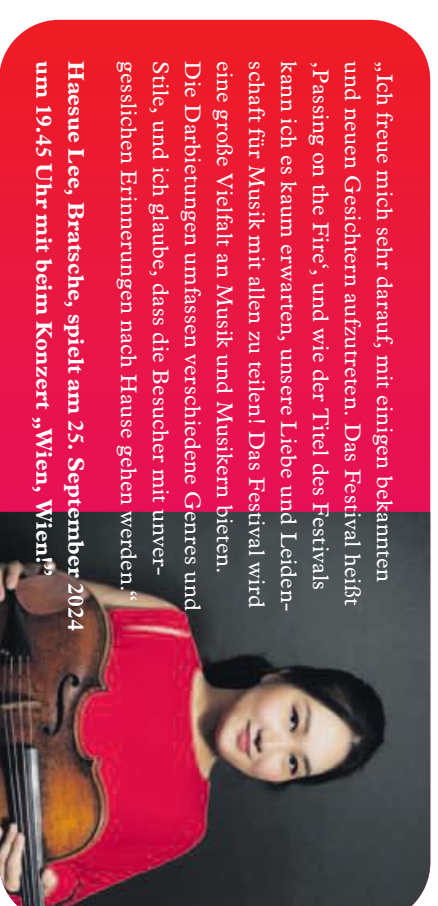 „Ich freue mich sehr darauf, mit einigen bekannten
und neuen Gesichtern aufzutreten. Das Festival heißt
‚Passing on the Fire‘, und wie der Titel des Festivals
kann ich es kaum erwarten, unsere Liebe und Leiden-
schaft für Musik mit allen zu teilen! Das Festival wird
eine große Vielfalt an Musik und Musikern bieten.
Die Darbietungen umfassen verschiedene Genres und
Stile, und ich glaube, dass die Besucher mit unver-
gesslichen Erinnerungen nach Hause gehen werden.“
Haesue Lee, Bratsche, spielt am 25. September 2024
um 19.45 Uhr mit beim Konzert „Wien, Wien!”